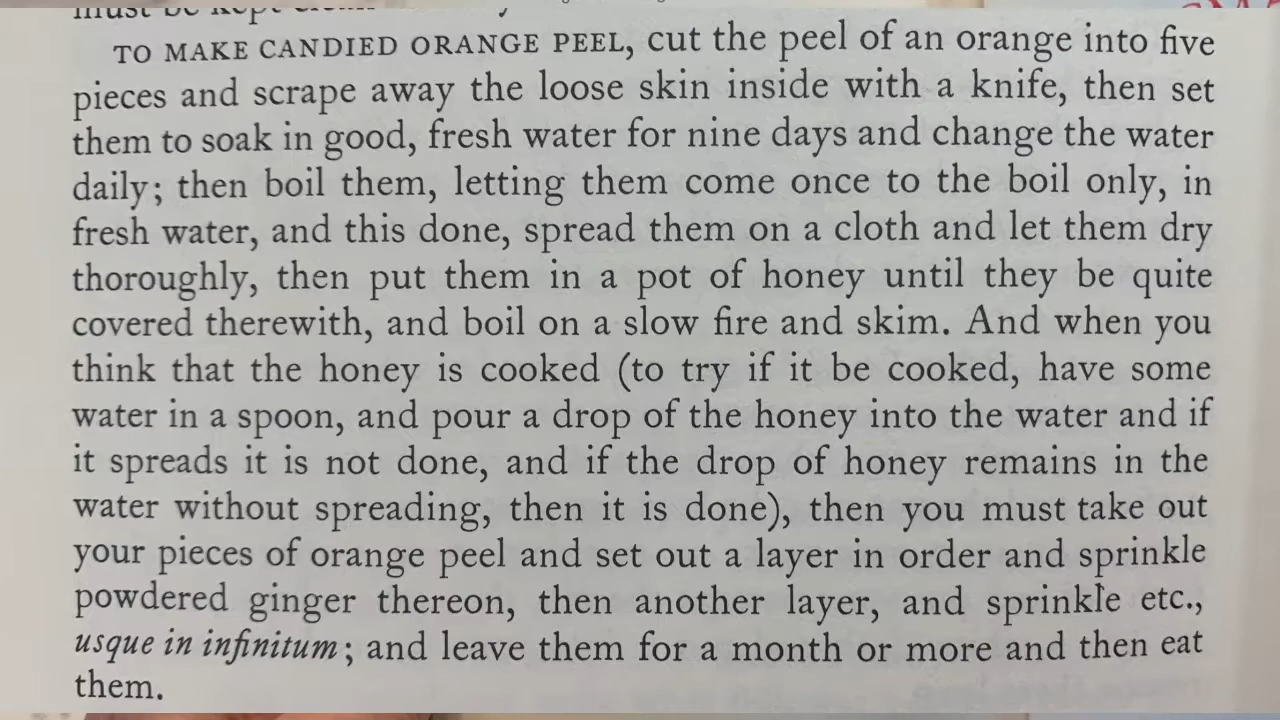 must be kept
TO MAKE CANDIED ORANGE PEEL, cut the peel of an orange into five
pieces and scrape away the loose skin inside with a knife, then set
them to soak in good, fresh water for nine days and change the water
daily; then boil them, letting them come once to the boil only, in
fresh water, and this done, spread them on a cloth and let them dry
thoroughly, then put them in a pot of honey until they be quite
covered therewith, and boil on a slow fire and skim. And when you
think that the honey is cooked (to try if it be cooked, have some
water in a spoon, and pour a drop of the honey into the water and if
it spreads it is not done, and if the drop of honey remains in the
water without spreading, then it is done), then you must take out
your pieces of orange peel and set out a layer in order and sprinkle
powdered ginger thereon, then another layer, and sprinkle etc.,
usque in infinitum; and leave them for a month or more and then eat
them.